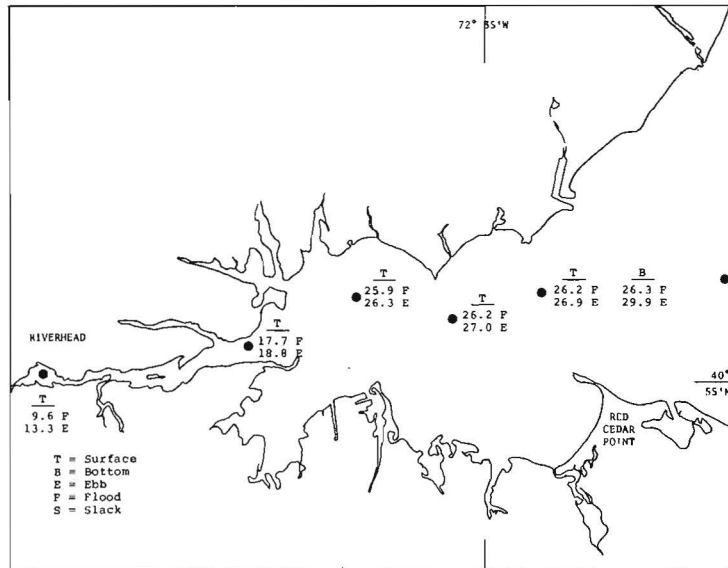 72° 35'W
T
25.9 F
26.3 E
T
26.2 F
27.0 E
T
26.2 F
26.9 E
B
26.3 F
29.9 E
RIVERHEAD
T
17.7 F
18.8 E
T
9.6 F
13.3 E
40°
55'N
RED
CEDAR
POINT
T = Surface
B = Bottom
E = Ebb
F = Flood
S = Slack